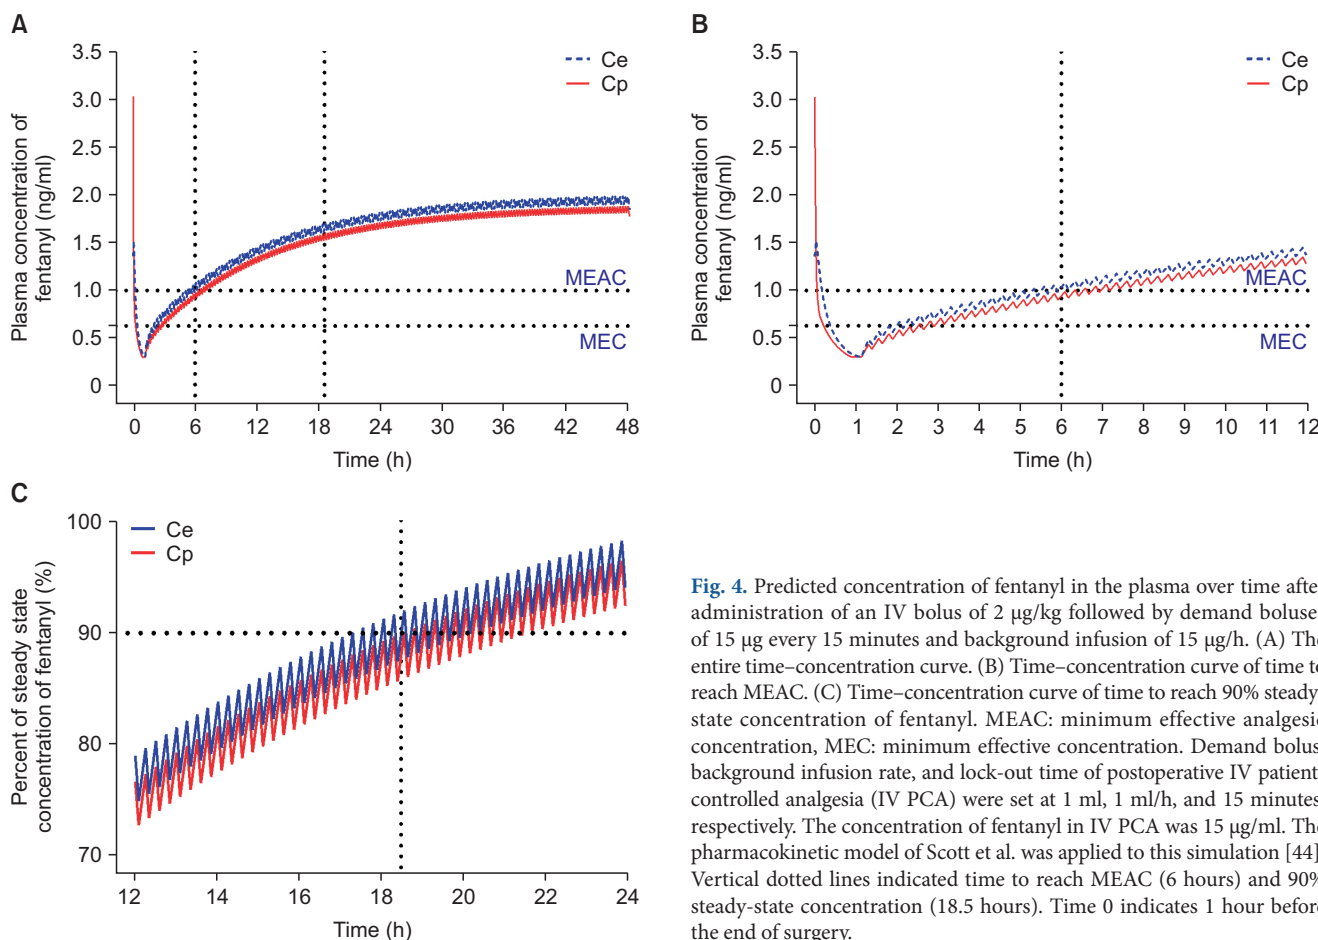 A
3.5
3.0
2.5
2.0
1.5
1.0
0.5
0
Plasma concentration of
fentanyl (ng/ml)
Ce
Cp
MEAC
MEC
0 6 12 18 24 30 36 42 48
Time (h)
B
3.5
3.0
2.5
2.0
1.5
1.0
0.5
0
Plasma concentration of
fentanyl (ng/ml)
Ce
Cp
MEAC
MEC
0 1 2 3 4 5 6 7 8 9 10 11 12
Time (h)
C
100
90
80
70
Percent of steady state
concentration of fentanyl (%)
Ce
Cp
12 14 16 18 20 22 24
Time (h)
Fig. 4. Predicted concentration of fentanyl in the plasma over time afte
administration of an IV bolus of 2 µg/kg followed by demand boluse
of 15 µg every 15 minutes and background infusion of 15 µg/h. (A) The
entire time–concentration curve. (B) Time–concentration curve of time to
reach MEAC. (C) Time–concentration curve of time to reach 90% steady
state concentration of fentanyl. MEAC: minimum effective analgesic
concentration, MEC: minimum effective concentration. Demand bolus
background infusion rate, and lock-out time of postoperative IV patient
controlled analgesia (IV PCA) were set at 1 ml, 1 ml/h, and 15 minutes
respectively. The concentration of fentanyl in IV PCA was 15 µg/ml. The
pharmacokinetic model of Scott et al. was applied to this simulation [44]
Vertical dotted lines indicated time to reach MEAC (6 hours) and 90%
steady-state concentration (18.5 hours). Time 0 indicates 1 hour before
the end of surgery.